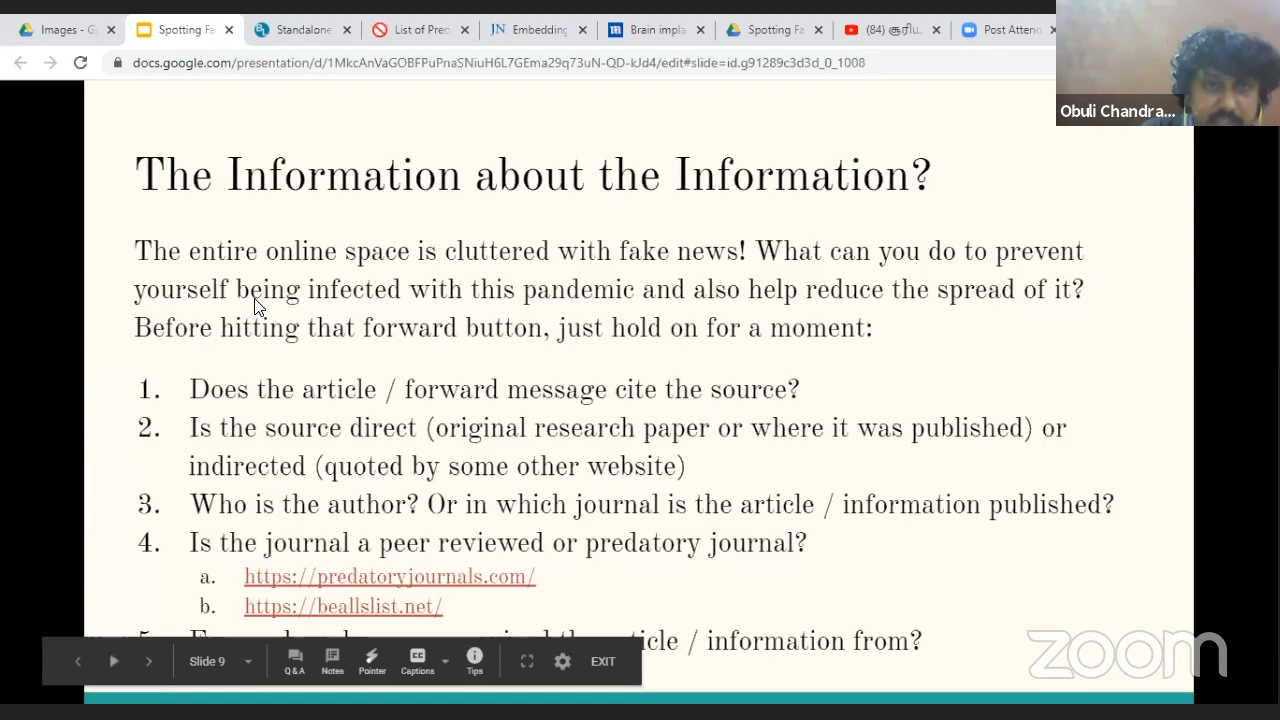 Images - G
Spotting Fa
Standalone
List of Pred
Embedding
Brain impla
Spotting Fa
(84) சூரிய
Post Atten
docs.google.com/presentation/d/1MkcAnVaGOBFPuPnaSNiuH6L7GEma29q73uN-QD-kJd4/edit#slide=id.g91289c3d3d_0_1008
Obuli Chandra...
The Information about the Information?
The entire online space is cluttered with fake news! What can you do to prevent
yourself being infected with this pandemic and also help reduce the spread of it?
Before hitting that forward button, just hold on for a moment:
1. Does the article / forward message cite the source?
2. Is the source direct (original research paper or where it was published) or
indirected (quoted by some other website)
3. Who is the author? Or in which journal is the article / information published?
4. Is the journal a peer reviewed or predatory journal?
a. https://predatoryjournals.com/
b. https://beallslist.net/
/ information from?
Slide 9
Q & A
Notes
Pointer
Captions
Tips
EXIT
zoom